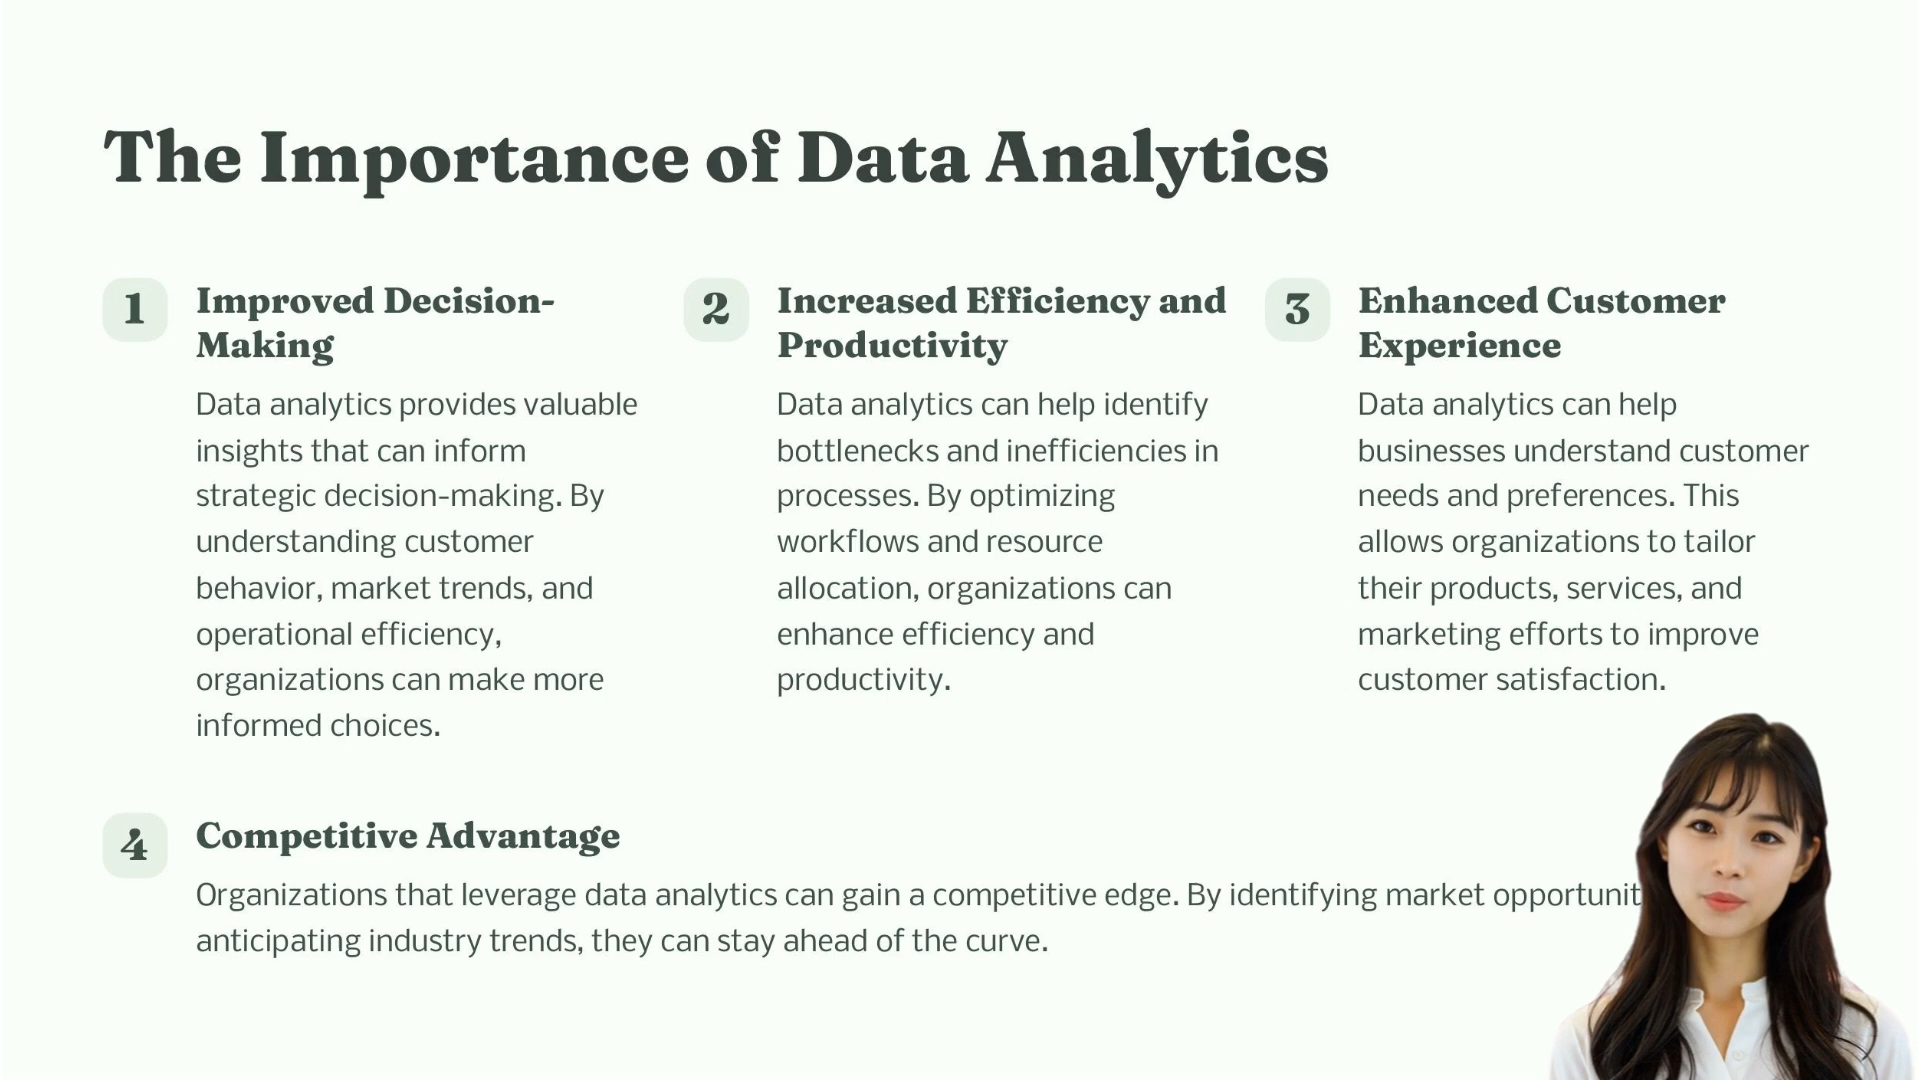 The Importance of Data Analytics
1
Improved Decision-
Making
Data analytics provides valuable
insights that can inform
strategic decision-making. By
understanding customer
behavior, market trends, and
operational efficiency,
organizations can make more
informed choices.
2
Increased Efficiency and
Productivity
Data analytics can help identify
bottlenecks and inefficiencies in
processes. By optimizing
workflows and resource
allocation, organizations can
enhance efficiency and
productivity.
3
Enhanced Customer
Experience
Data analytics can help
businesses understand customer
needs and preferences. This
allows organizations to tailor
their products, services, and
marketing efforts to improve
customer satisfaction.
4
Competitive Advantage
Organizations that leverage data analytics can gain a competitive edge. By identifying market
anticipating industry trends, they can stay ahead of the curve.